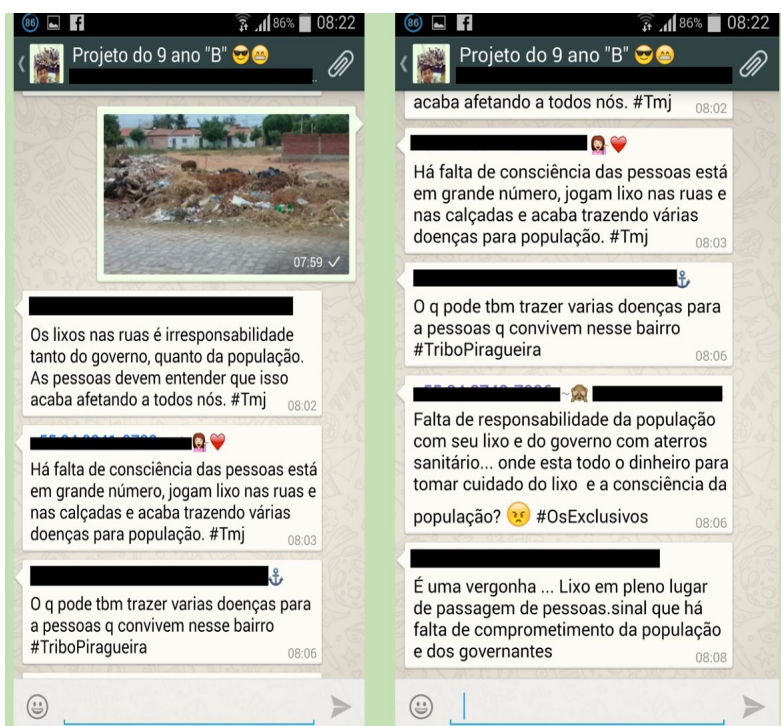 86
86%
08:22
Projeto do 9 ano "B" 😎😁
07:59
Os lixos nas ruas é irresponsabilidade
tanto do governo, quanto da população.
As pessoas devem entender que isso
acaba afetando a todos nós. #Tmj
08:02
Há falta de consciência das pessoas está
em grande número, jogam lixo nas ruas e
nas calçadas e acaba trazendo várias
doenças para população. #Tmj
08:03
O q pode tbm trazer varias doenças para
a pessoas q convivem nesse bairro
#TriboPiragueira
08:06
86
86%
08:22
Projeto do 9 ano "B" 😎😁
acaba afetando a todos nós. #Tmj
08:02
Há falta de consciência das pessoas está
em grande número, jogam lixo nas ruas e
nas calçadas e acaba trazendo várias
doenças para população. #Tmj
08:03
O q pode tbm trazer varias doenças para
a pessoas q convivem nesse bairro
#TriboPiragueira
08:06
Falta de responsabilidade da população
com seu lixo e do governo com aterros
sanitário... onde esta todo o dinheiro para
tomar cuidado do lixo e a consciência da
população? 😠 #OsExclusivos
08:06
É uma vergonha ... Lixo em pleno lugar
de passagem de pessoas.sinal que há
falta de comprometimento da população
e dos governantes
08:08